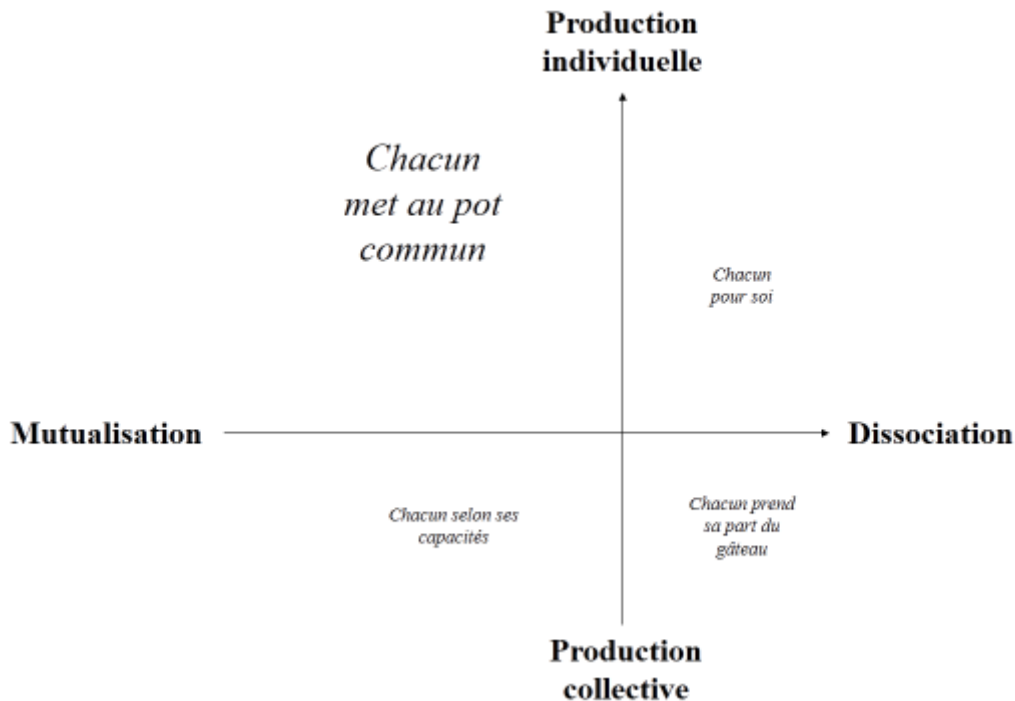 Production
individuelle
Chacun
met au pot
commun
Chacun
pour soi
Mutualisation
Dissociation
Chacun selon ses
capacités
Chacun prend
sa part du
gâteau
Production
collective